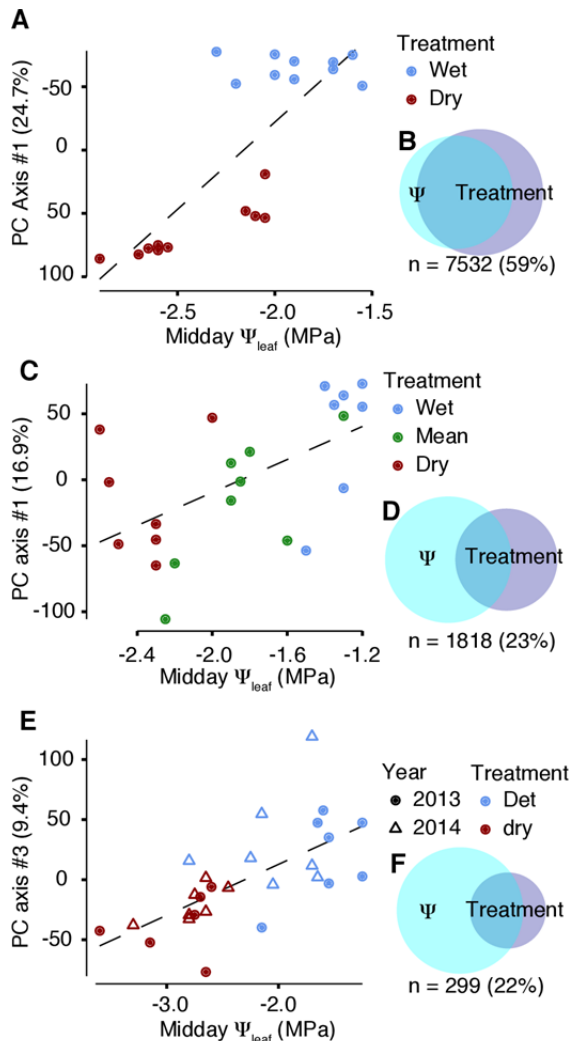 A
PC Axis #1 (24.7%)
-50
0
50
100
-2.5
-2.0
-1.5
Midday Ψleaf (MPa)
Treatment
Wet
Dry
B
Ψ
Treatment
n = 7532 (59%)
C
PC axis #1 (16.9%)
50
0
-50
-100
-2.4
-2.0
-1.6
-1.2
Midday Ψleaf (MPa)
Treatment
Wet
Mean
Dry
D
Ψ
Treatment
n = 1818 (23%)
E
PC axis #3 (9.4%)
100
50
0
-50
-3.0
-2.0
Midday Ψleaf (MPa)
Year
2013
2014
Treatment
Det
dry
F
Ψ
Treatment
n = 299 (22%)